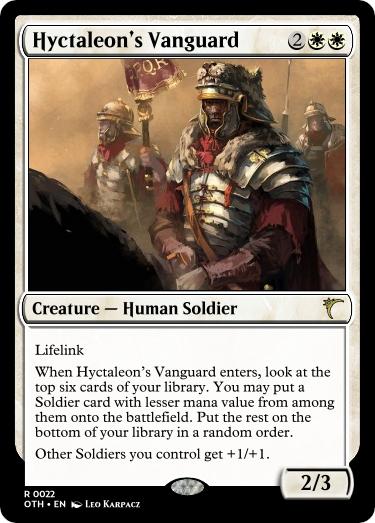 Hyctaleon's Vanguard 2
Creature — Human Soldier
Lifelink
When Hyctaleon's Vanguard enters, look at the
top six cards of your library. You may put a
Soldier card with lesser mana value from among
them onto the battlefield. Put the rest on the
bottom of your library in a random order.
Other Soldiers you control get +1/+1.
2/3
R 0022
OTH • EN Leo Karpacz